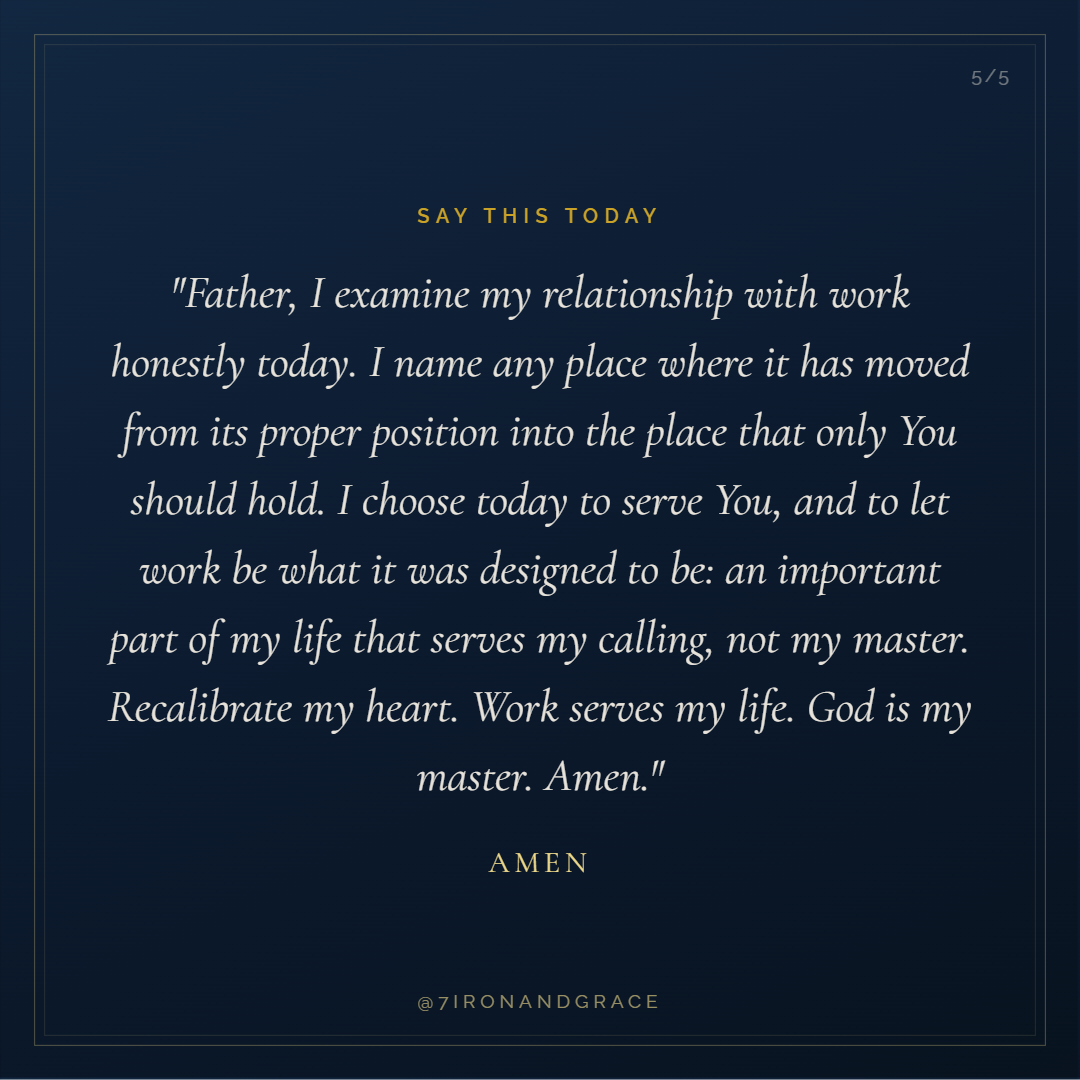 5/5
SAY THIS TODAY
"Father, I examine my relationship with work
honestly today. I name any place where it has moved
from its proper position into the place that only You
should hold. I choose today to serve You, and to let
work be what it was designed to be: an important
part of my life that serves my calling, not my master.
Recalibrate my heart. Work serves my life. God is my
master. Amen."
AMEN
@7IRONANDGRACE